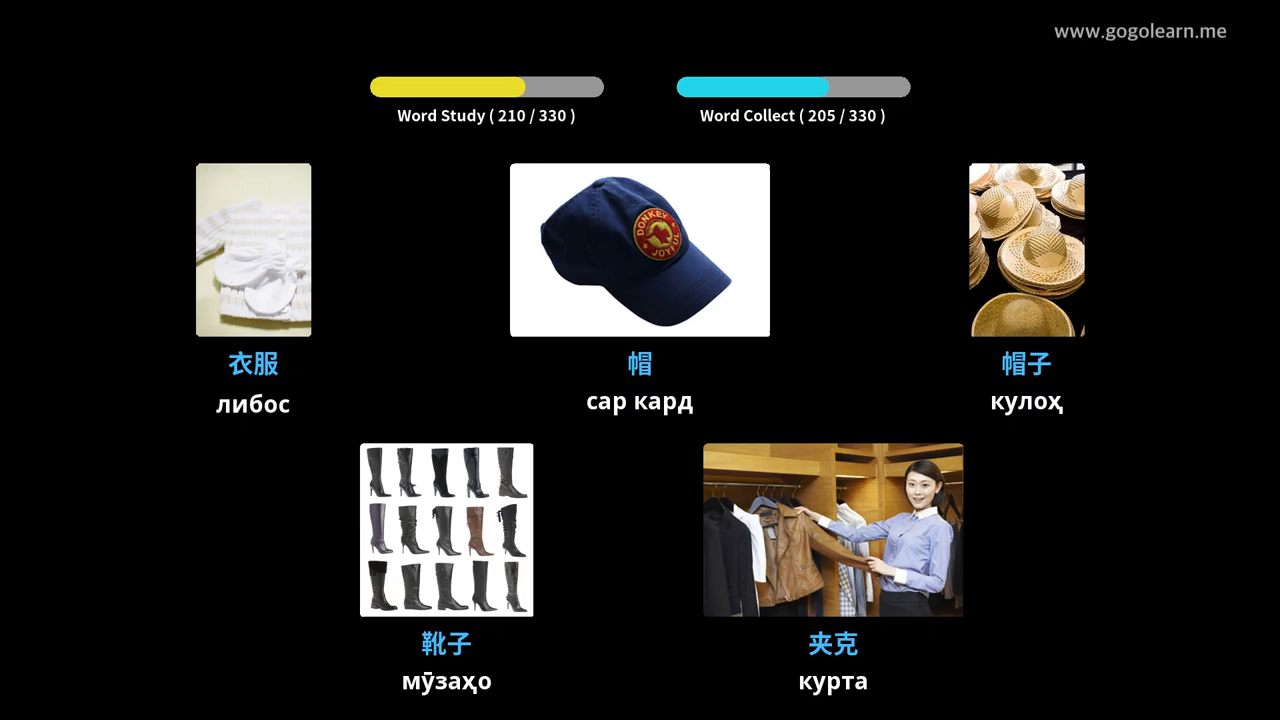 www.gogolearn.me
Word Study ( 210 / 330 )
Word Collect ( 205 / 330 )
DONKEY
JOYFUL
衣服
либос
帽
сар кард
帽子
кулоҳ
靴子
мӯзаҳо
夹克
курта